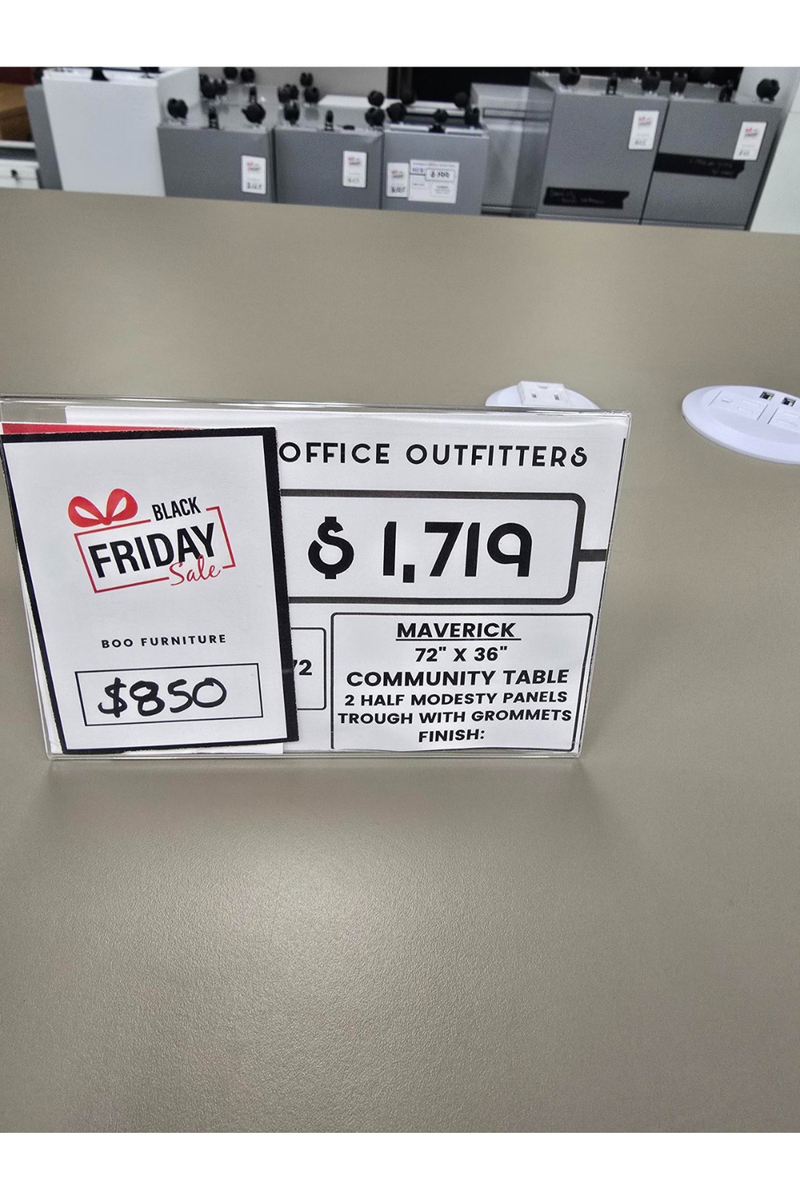 BLACK
FRIDAY
Sale
BOO FURNITURE
$850
OFFICE OUTFITTERS
$ 1,719
72
MAVERICK
72" X 36"
COMMUNITY TABLE
2 HALF MODESTY PANELS
TROUGH WITH GROMMETS
FINISH: